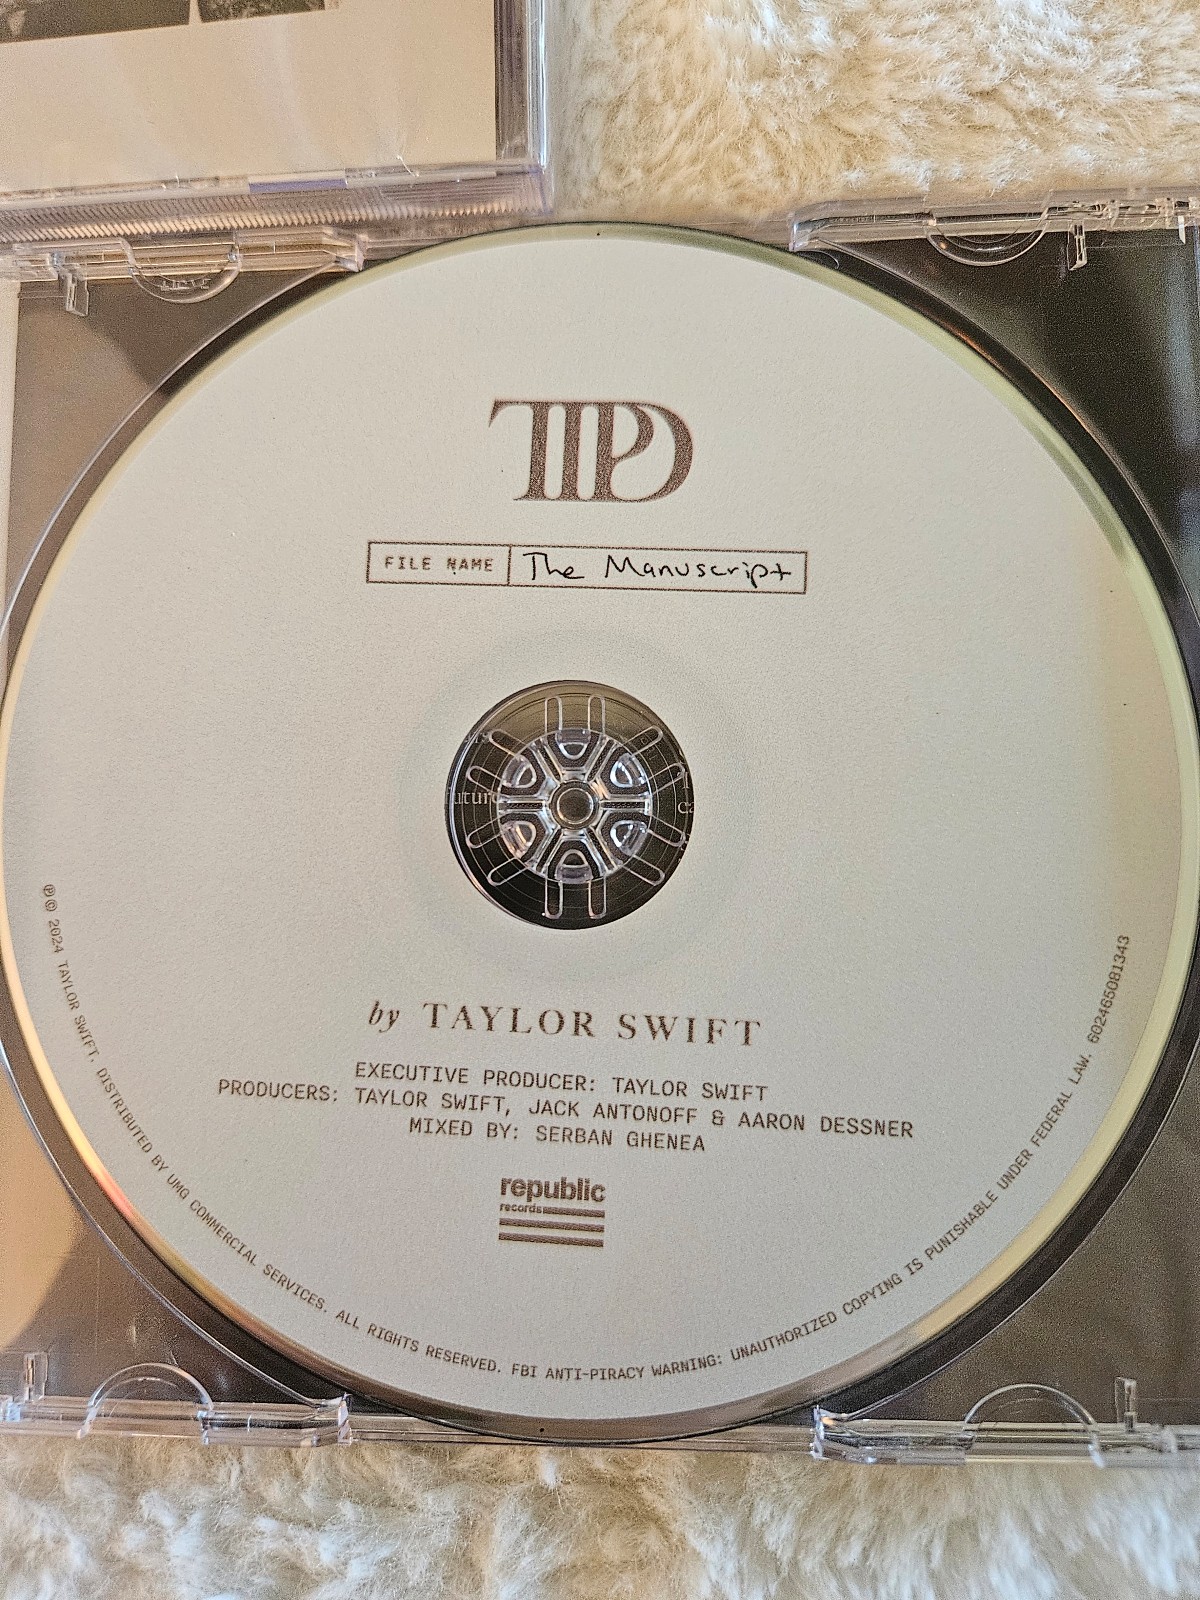 TTPD
FILE NAME The Manuscript
by TAYLOR SWIFT
EXECUTIVE PRODUCER: TAYLOR SWIFT
PRODUCERS: TAYLOR SWIFT, JACK ANTONOFF & AARON DESSNER
MIXED BY: SERBAN GHENEA
republic
records
℗© 2024 TAYLOR SWIFT. DISTRIBUTED BY UMG COMMERCIAL SERVICES. ALL RIGHTS RESERVED. FBI ANTI-PIRACY WARNING: UNAUTHORIZED COPYING IS PUNISHABLE UNDER FEDERAL LAW. 602465081343